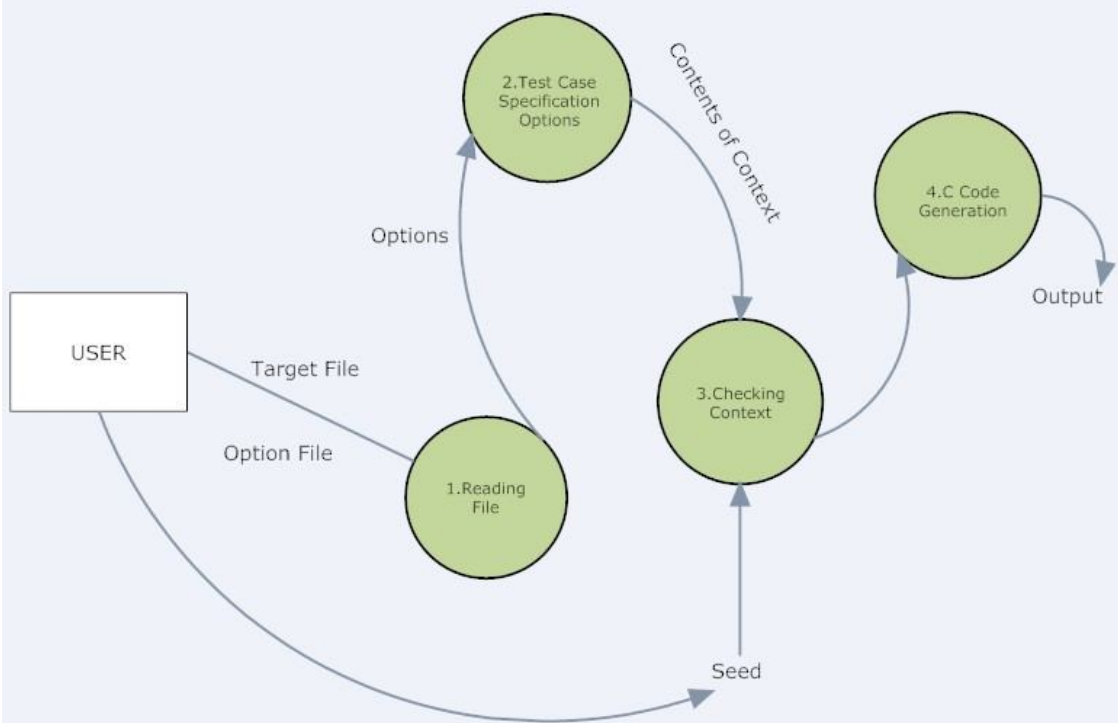 2.Test Case
Specification
Options
Contents of Context
4.C Code
Generation
Options
Output
USER
Target File
Option File
3.Checking
Context
1.Reading
File
Seed